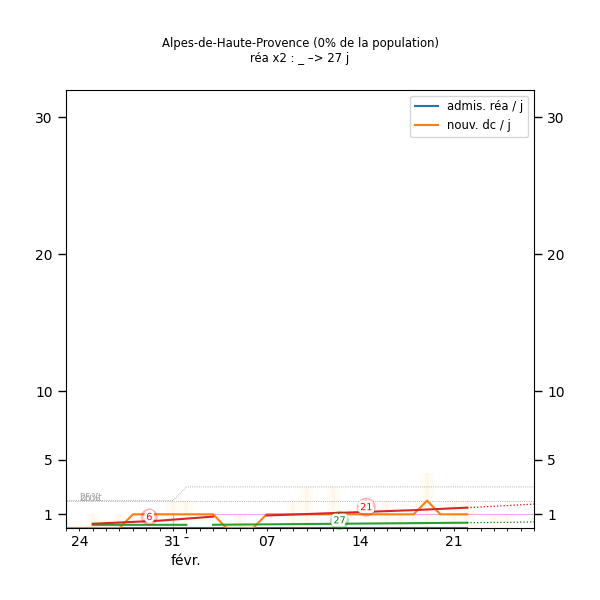 Alpes-de-Haute-Provence (0% de la population)
réa x2 : _ –> 27 j
admis. réa / j
nouv. dc / j
30 30
20 20
10 10
5 5
1 1
6
21
27
24 31 - 07 14 21
févr.